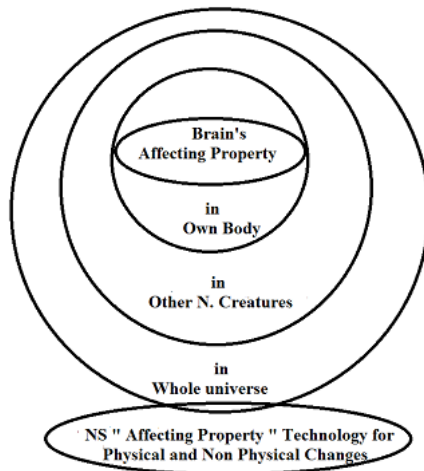 Brain's
Affecting Property
in
Own Body
in
Other N. Creatures
in
Whole universe
NS " Affecting Property " Technology for
Physical and Non Physical Changes